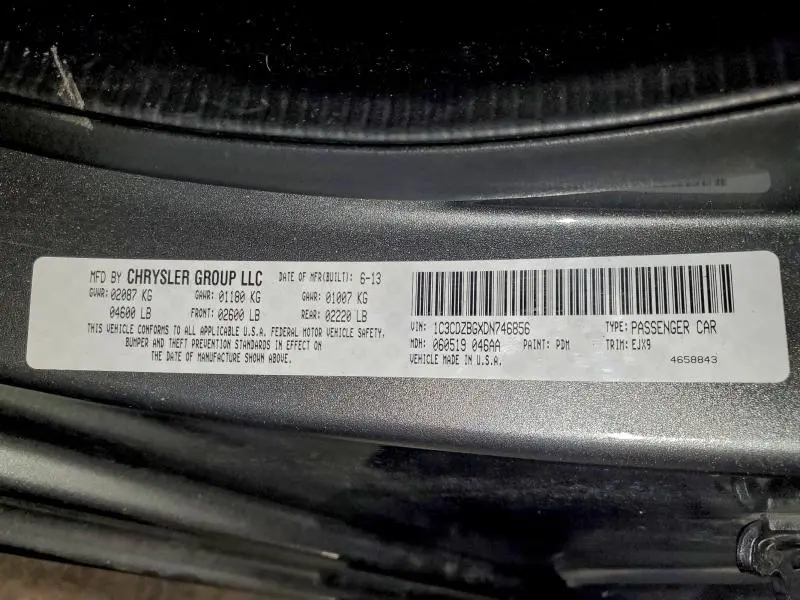 MFD BY CHRYSLER GROUP LLC DATE OF MFR(BUILT): 6-13
GVWR: 02087 KG GAWR: 01180 KG GAWR: 01007 KG
04600 LB FRONT: 02600 LB REAR: 02220 LB
THIS VEHICLE CONFORMS TO ALL APPLICABLE U.S.A. FEDERAL MOTOR VEHICLE SAFETY,
BUMPER AND THEFT PREVENTION STANDARDS IN EFFECT ON
THE DATE OF MANUFACTURE SHOWN ABOVE.
VIN: 1C3CDZBGXDN746856 TYPE: PASSENGER CAR
MDH: 060519 046AA PAINT: PDM TRIM: EJX9
VEHICLE MADE IN U.S.A. 4658843